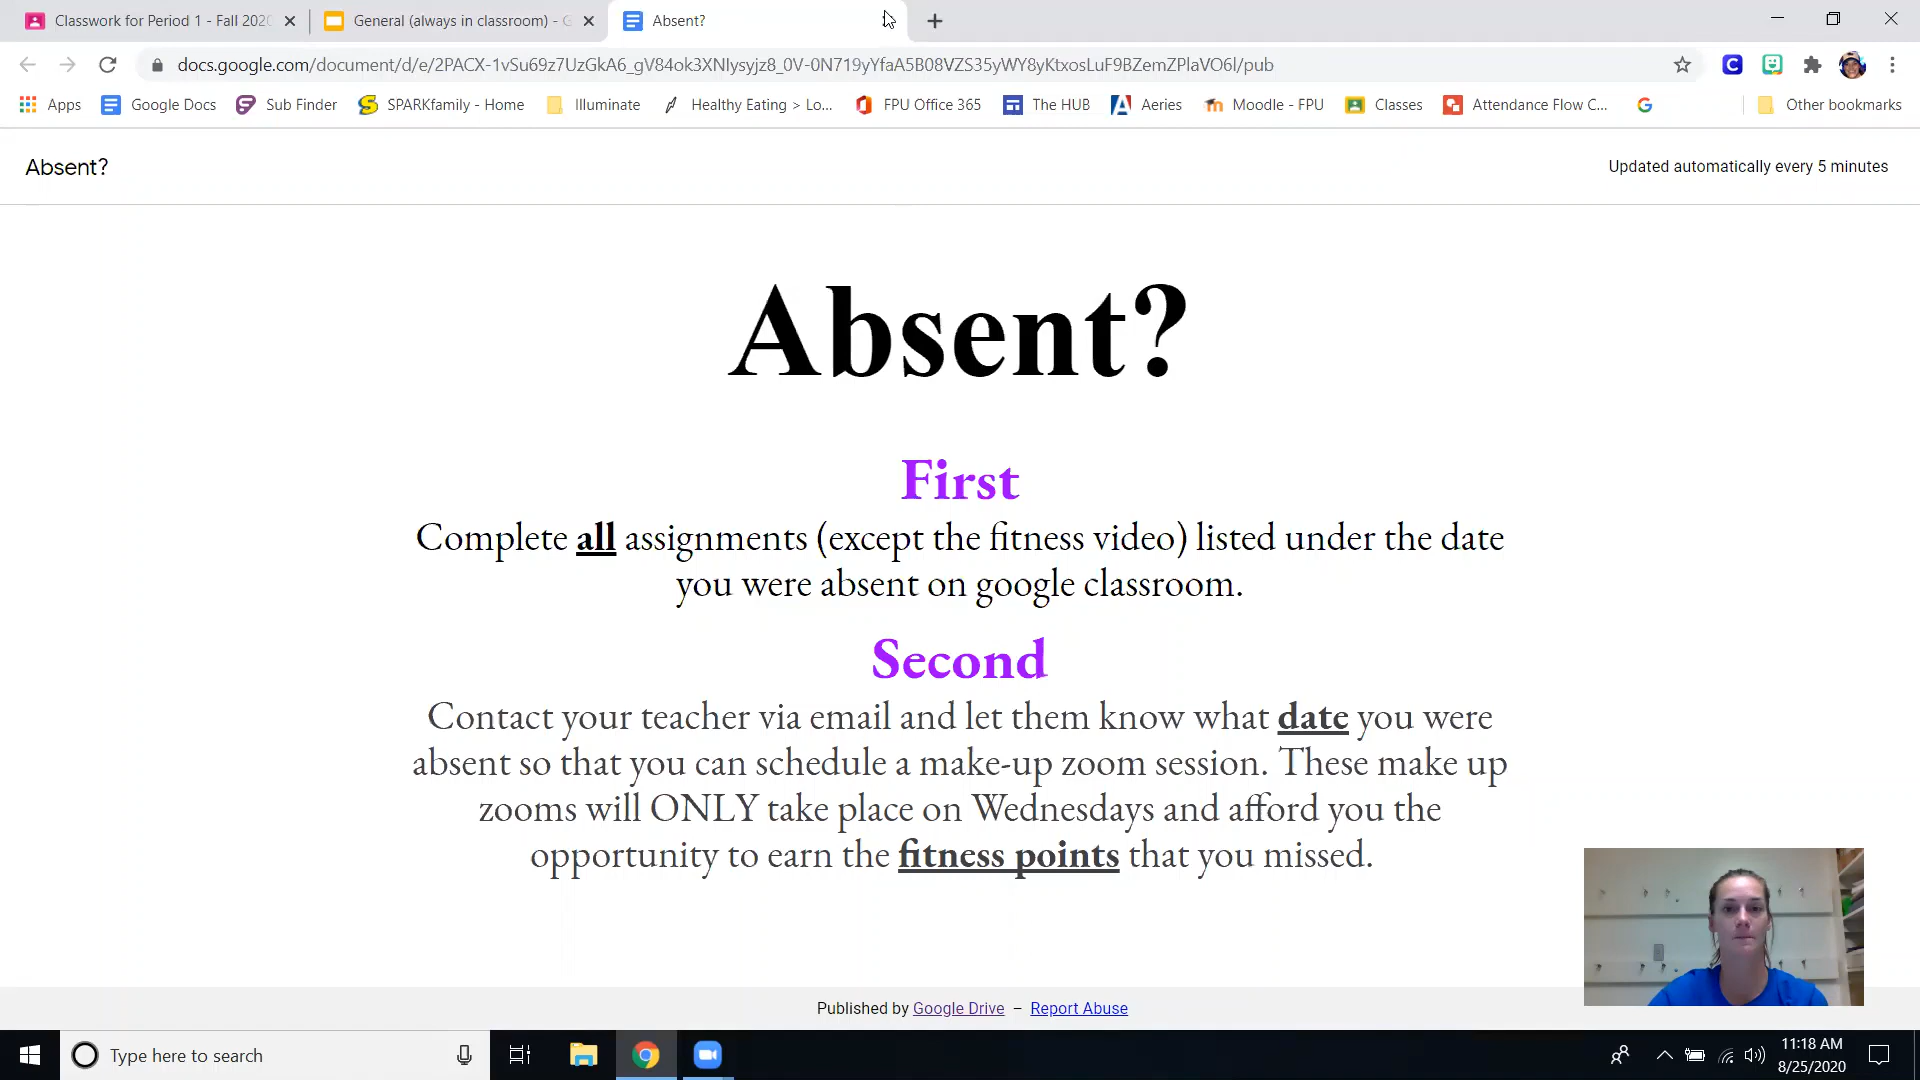 Classwork for Period 1 - Fall 2020
General (always in classroom) - G
Absent?
docs.google.com/document/d/e/2PACX-1vSu69z7UzGkA6_gV84ok3XNlysyjz8_0V-0N719yYfaA5B08VZS35yWY8yKtxosLuF9BZemZPlaVO6l/pub
Apps
Google Docs
Sub Finder
SPARKfamily - Home
Illuminate
Healthy Eating > Lo...
FPU Office 365
The HUB
Aeries
Moodle - FPU
Classes
Attendance Flow C...
Other bookmarks
Absent?
Updated automatically every 5 minutes
Absent?
First
Complete all assignments (except the fitness video) listed under the date
you were absent on google classroom.
Second
Contact your teacher via email and let them know what date you were
absent so that you can schedule a make-up zoom session. These make up
zooms will ONLY take place on Wednesdays and afford you the
opportunity to earn the fitness points that you missed.
Published by Google Drive – Report Abuse
Type here to search
11:18 AM
8/25/2020